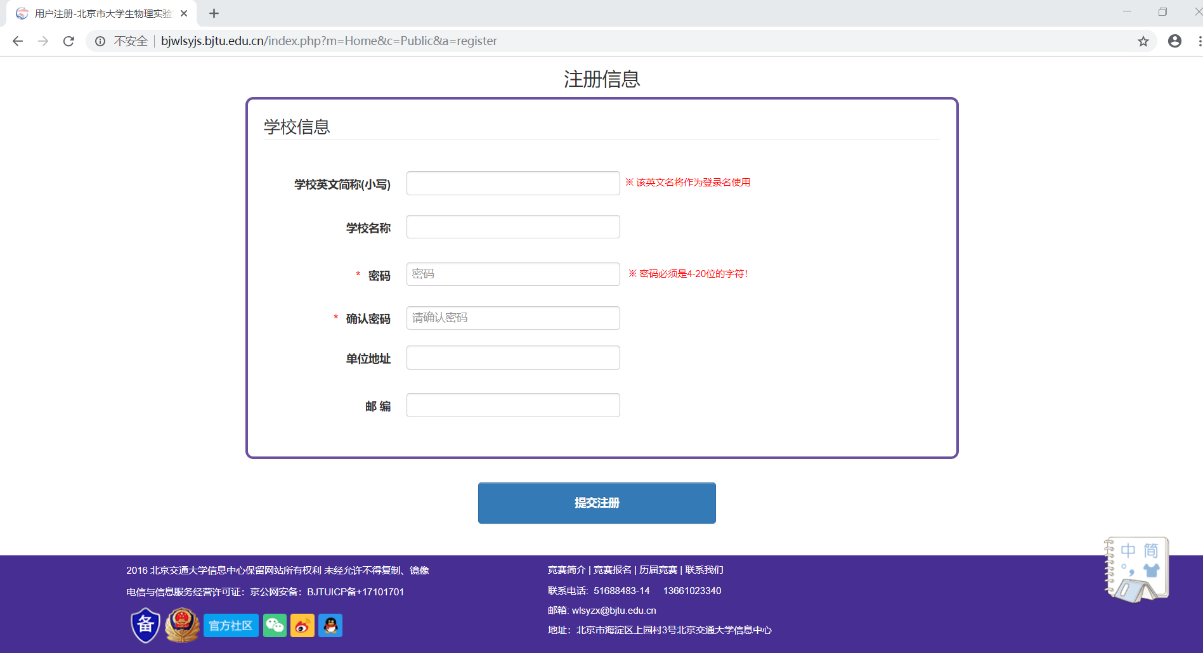 用户注册-北京市大学生物理实验
不安全 | bjwlsyjs.bjtu.edu.cn/index.php?m=Home&c=Public&a=register
注册信息
学校信息
学校英文简称(小写)
※ 该英文名将作为登录名使用
学校名称
* 密码
密码
※ 密码必须是4-20位的字符!
* 确认密码
请确认密码
单位地址
邮 编
提交注册
2016 北京交通大学信息中心保留网站所有权利 未经允许不得复制、镜像
电信与信息服务经营许可证: 京公网安备: BJTUICP备+17101701
备
官方社区
竞赛简介 | 竞赛报名 | 历届竞赛 | 联系我们
联系电话: 51688483-14 13661023340
邮箱: wlsyzx@bjtu.edu.cn
地址: 北京市海淀区上园村3号北京交通大学信息中心
中 简